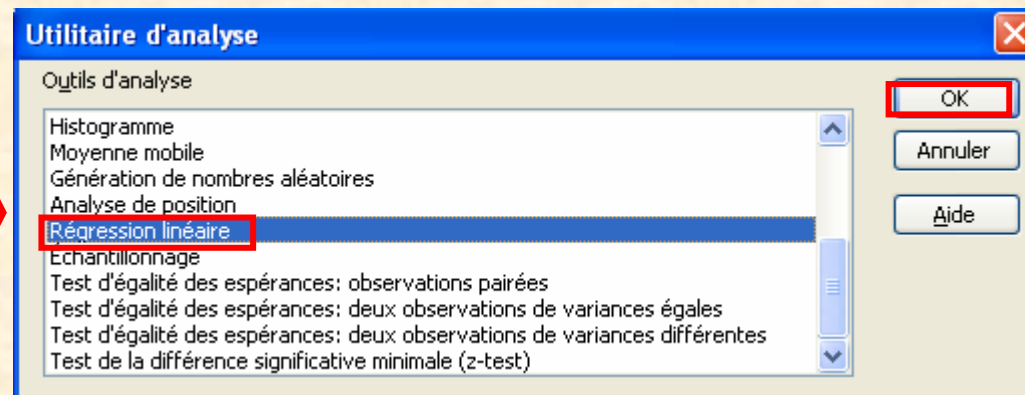 Utilitaire d'analyse
Outils d'analyse
Histogramme
Moyenne mobile
Génération de nombres aléatoires
Analyse de position
Régression linéaire
Échantillonnage
Test d'égalité des espérances: observations pairées
Test d'égalité des espérances: deux observations de variances égales
Test d'égalité des espérances: deux observations de variances différentes
Test de la différence significative minimale (z-test)
OK
Annuler
Aide